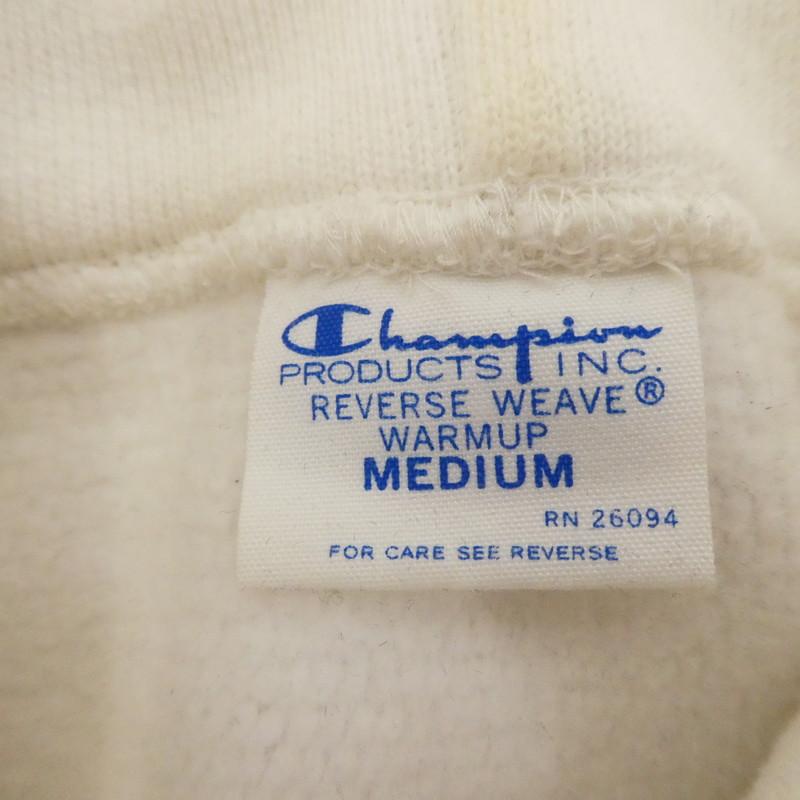 Champion
PRODUCTS INC.
REVERSE WEAVE®
WARMUP
MEDIUM
RN 26094
FOR CARE SEE REVERSE